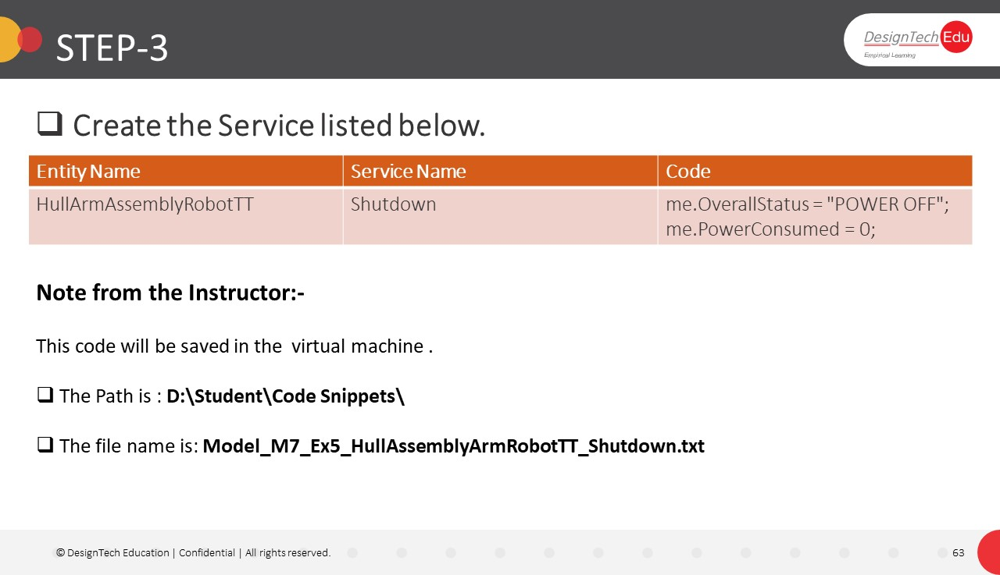 STEP-3
DesignTech Edu
Empirical Learning
❑ Create the Service listed below.
Entity Name Service Name Code
HullArmAssemblyRobotTT Shutdown me.OverallStatus = "POWER OFF";
me.PowerConsumed = 0;
Note from the Instructor:-
This code will be saved in the virtual machine .
❑ The Path is : D:\Student\Code Snippets\
❑ The file name is: Model_M7_Ex5_HullAssemblyArmRobotTT_Shutdown.txt
© DesignTech Education | Confidential | All rights reserved.
63